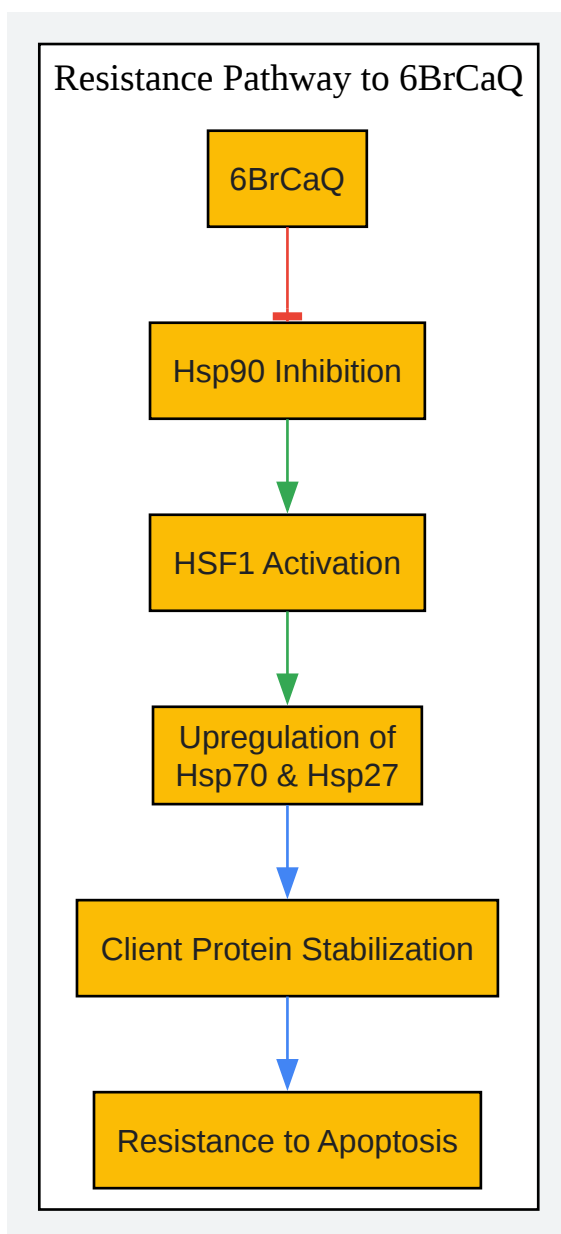 Resistance Pathway to 6BrCaQ
6BrCaQ
Hsp90 Inhibition
HSF1 Activation
Upregulation of
Hsp70 & Hsp27
Client Protein Stabilization
Resistance to Apoptosis